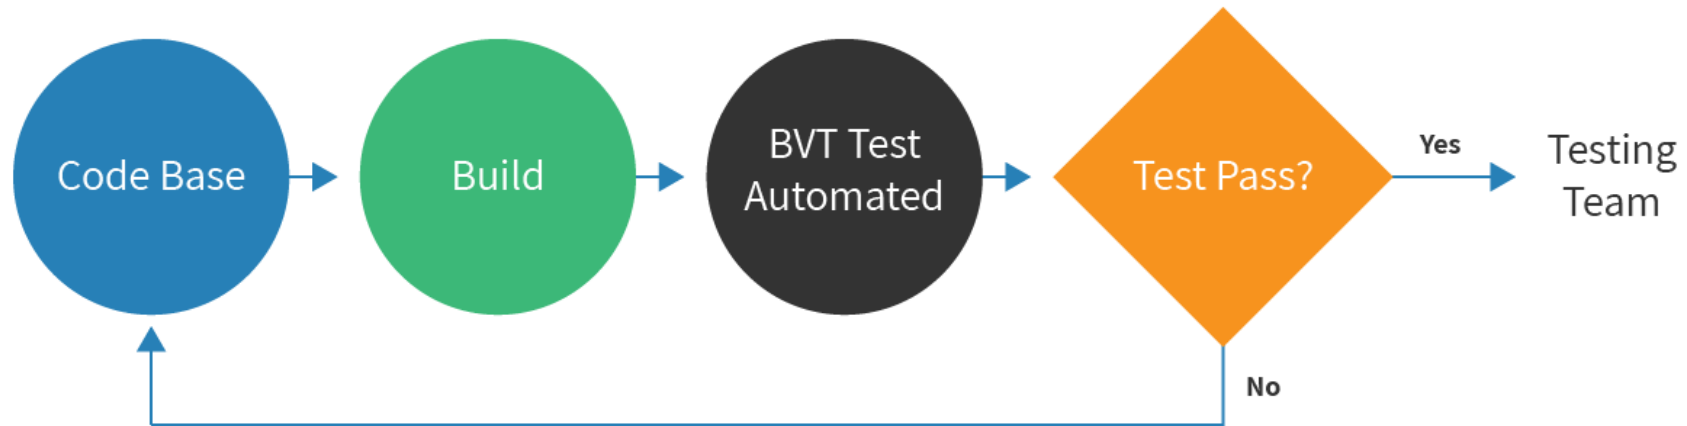 Code Base
Build
BVT Test
Automated
Test Pass?
Yes
Testing
Team
No